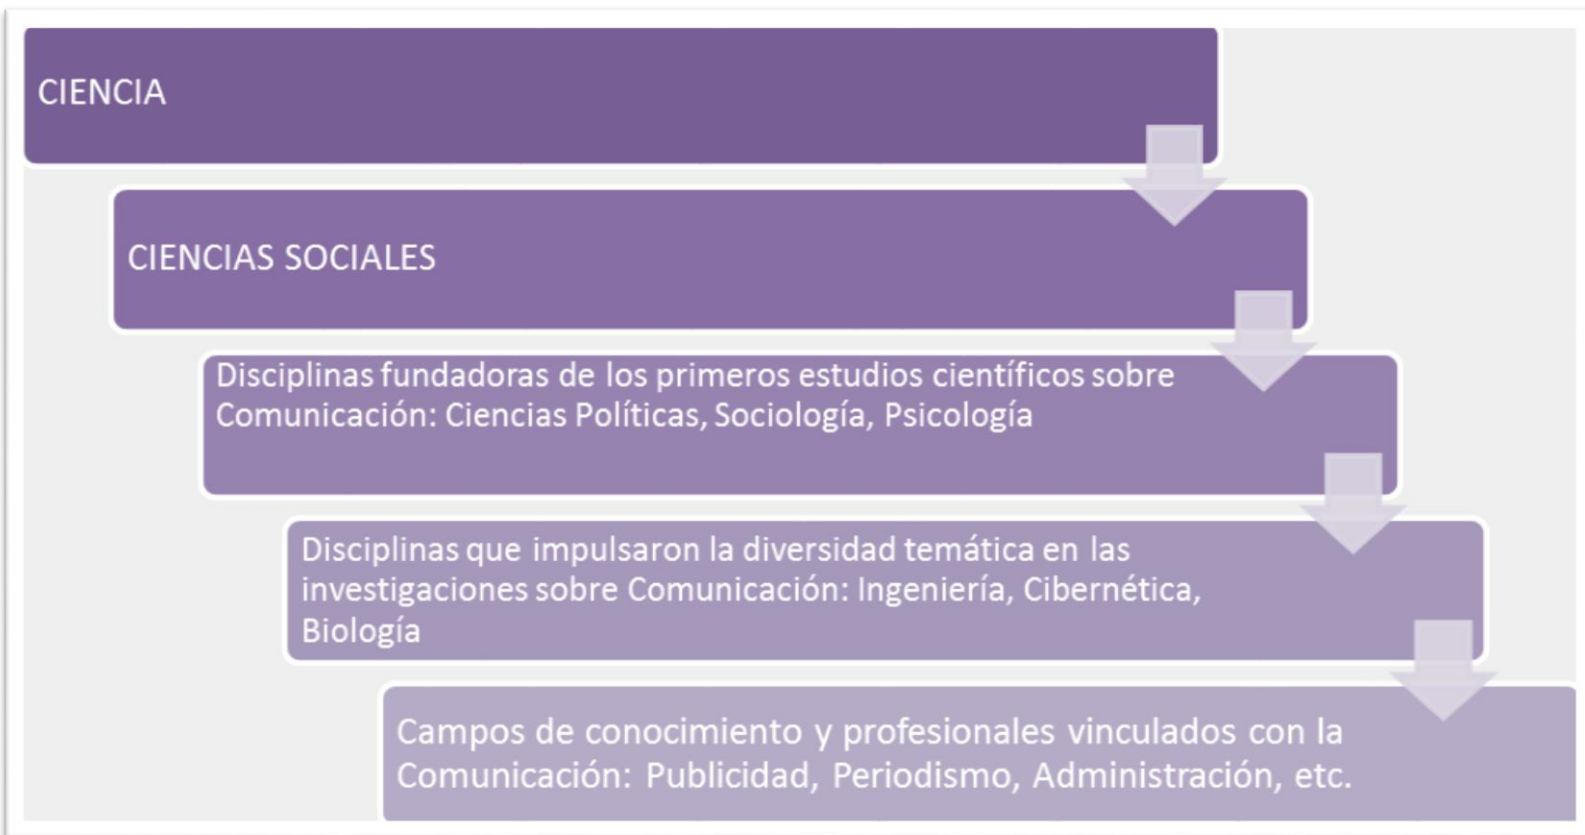 CIENCIA
CIENCIAS SOCIALES
Disciplinas fundadoras de los primeros estudios científicos sobre
Comunicación: Ciencias Políticas, Sociología, Psicología
Disciplinas que impulsaron la diversidad temática en las
investigaciones sobre Comunicación: Ingeniería, Cibernética,
Biología
Campos de conocimiento y profesionales vinculados con la
Comunicación: Publicidad, Periodismo, Administración, etc.